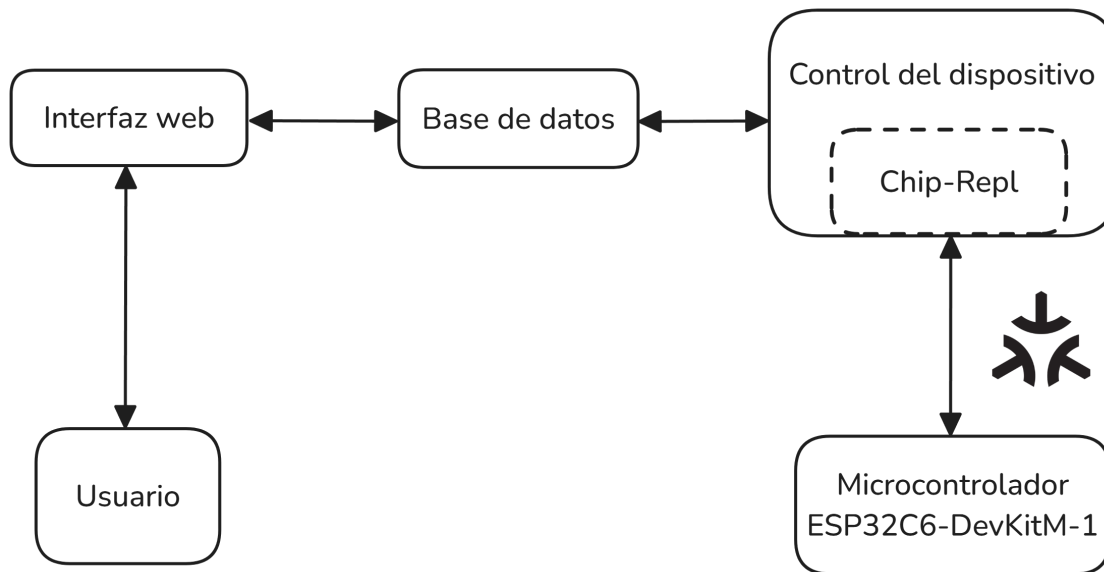 Control del dispositivo
Interfaz web
Base de datos
Chip-Repl
Usuario
Microcontrolador
ESP32C6-DevKitM-1